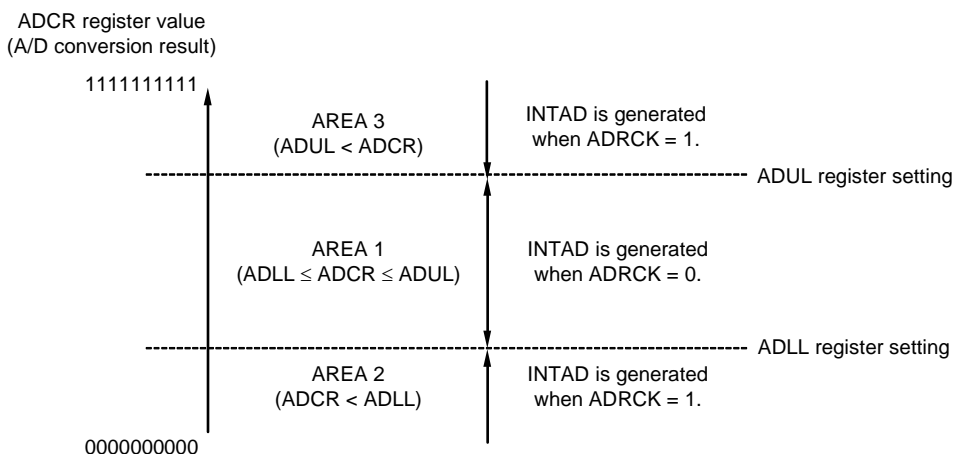 ADCR register value
(A/D conversion result)
1111111111
AREA 3
(ADUL < ADCR)
INTAD is generated
when ADRCK = 1.
ADUL register setting
AREA 1
(ADLL ≤ ADCR ≤ ADUL)
INTAD is generated
when ADRCK = 0.
ADLL register setting
AREA 2
(ADCR < ADLL)
INTAD is generated
when ADRCK = 1.
0000000000